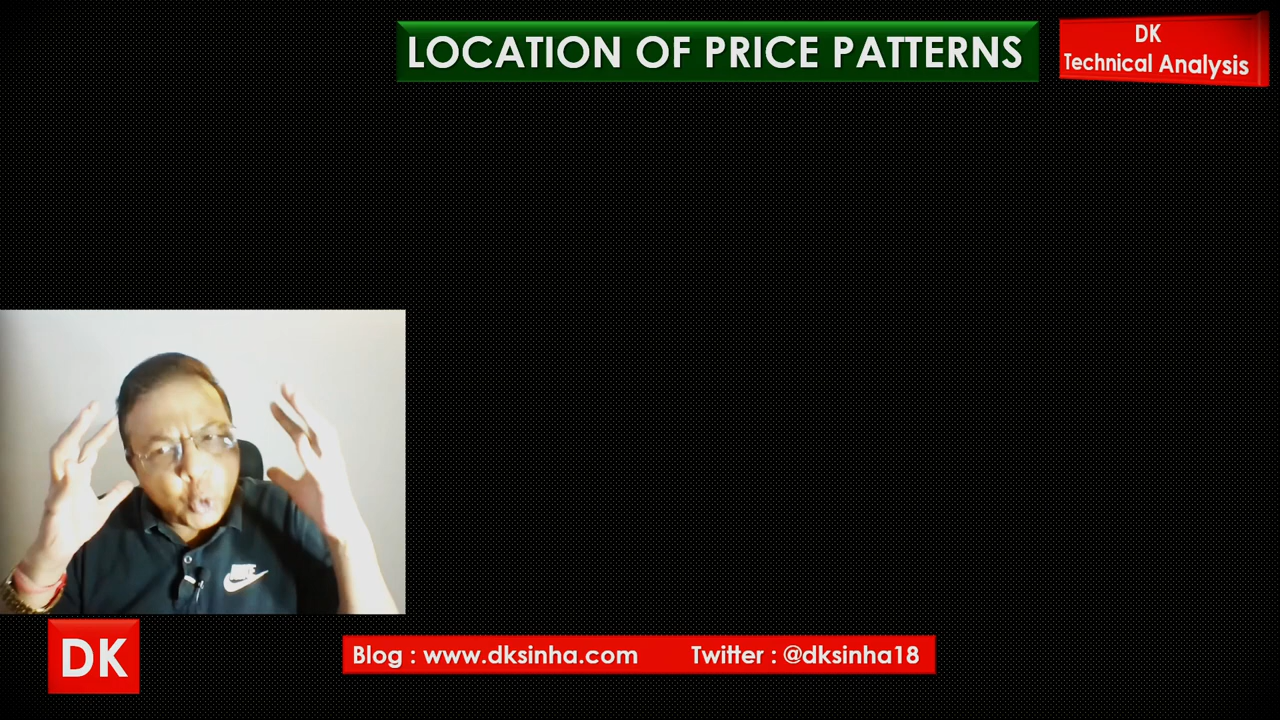 LOCATION OF PRICE PATTERNS
DK
Technical Analysis
DK
Blog : www.dksinha.com Twitter : @dksinha18